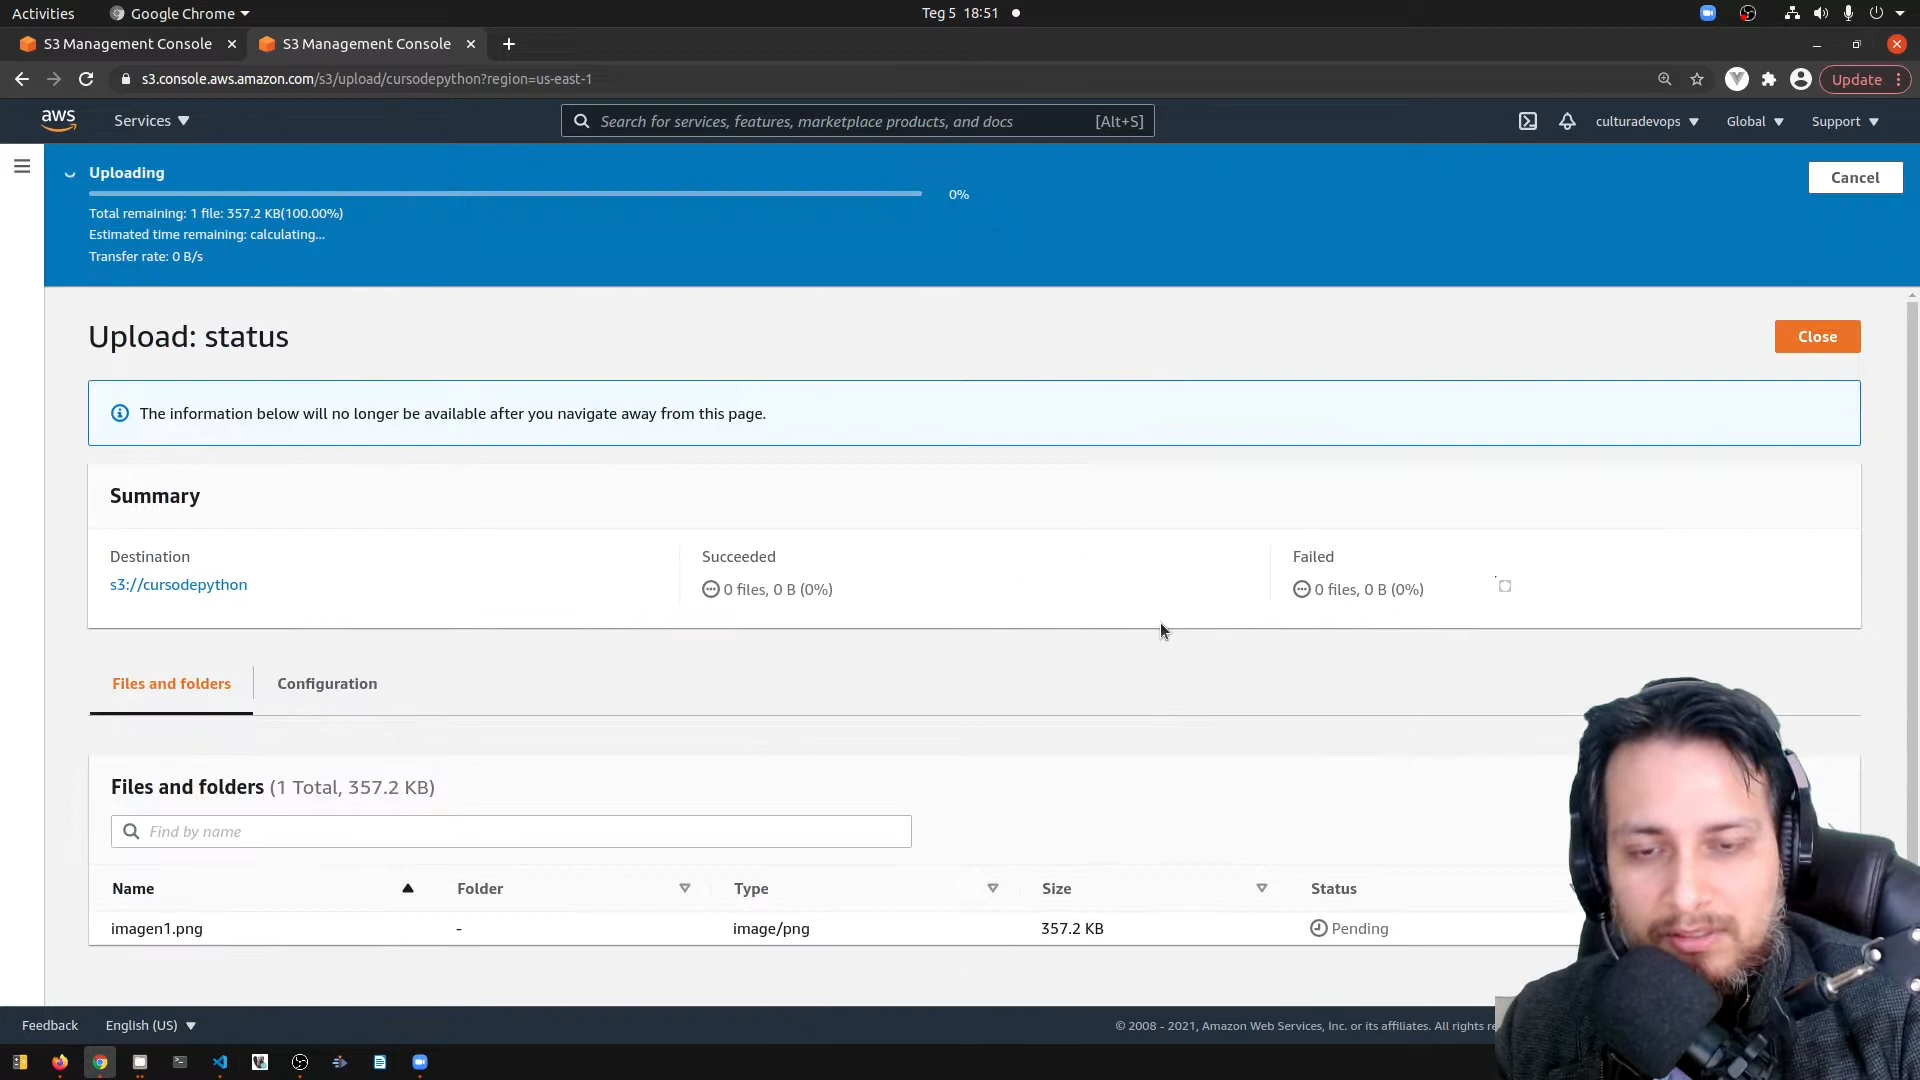 Activities
Google Chrome
Teg 5 18:51
S3 Management Console
S3 Management Console
s3.console.aws.amazon.com/s3/upload/cursodepython?region=us-east-1
Update
aws
Services
Search for services, features, marketplace products, and docs
[Alt+S]
culturadevops
Global
Support
Uploading
0%
Cancel
Total remaining: 1 file: 357.2 KB(100.00%)
Estimated time remaining: calculating...
Transfer rate: 0 B/s
Upload: status
Close
The information below will no longer be available after you navigate away from this page.
Summary
Destination
s3://cursodepython
Succeeded
0 files, 0 B (0%)
Failed
0 files, 0 B (0%)
Files and folders
Configuration
Files and folders (1 Total, 357.2 KB)
Find by name
Name
Folder
Type
Size
Status
imagen1.png
-
image/png
357.2 KB
Pending
Feedback
English (US)
© 2008 - 2021, Amazon Web Services, Inc. or its affiliates. All rights